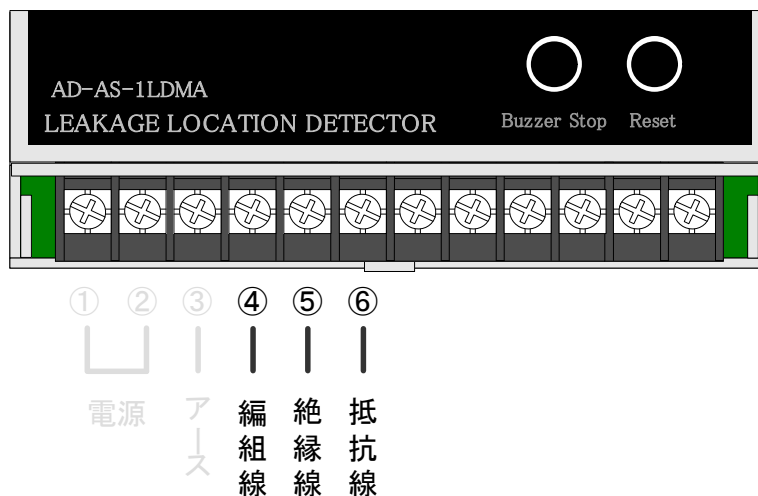 AD-AS-1LDMA
LEAKAGE LOCATION DETECTOR
Buzzer Stop
Reset
① ② ③ ④ ⑤ ⑥
電源
アース
編組線
絶縁線
抵抗線